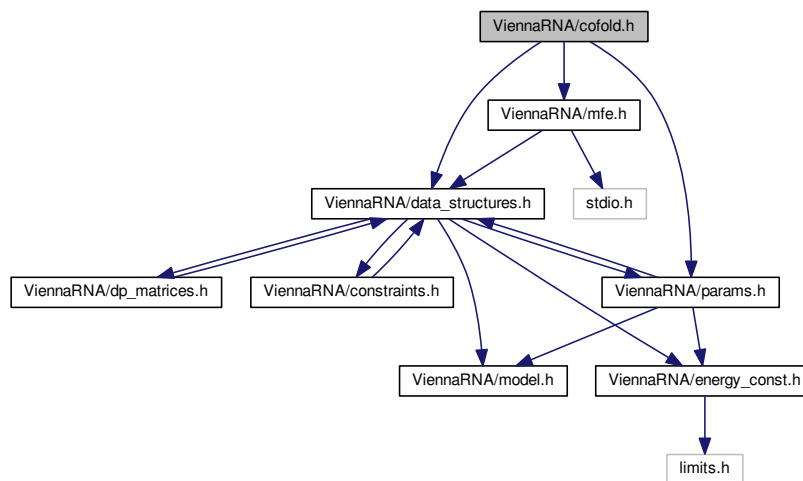 ViennaRNA/cofold.h
ViennaRNA/mfe.h
ViennaRNA/data_structures.h
stdio.h
ViennaRNA/dp_matrices.h
ViennaRNA/constraints.h
ViennaRNA/params.h
ViennaRNA/model.h
ViennaRNA/energy_const.h
limits.h